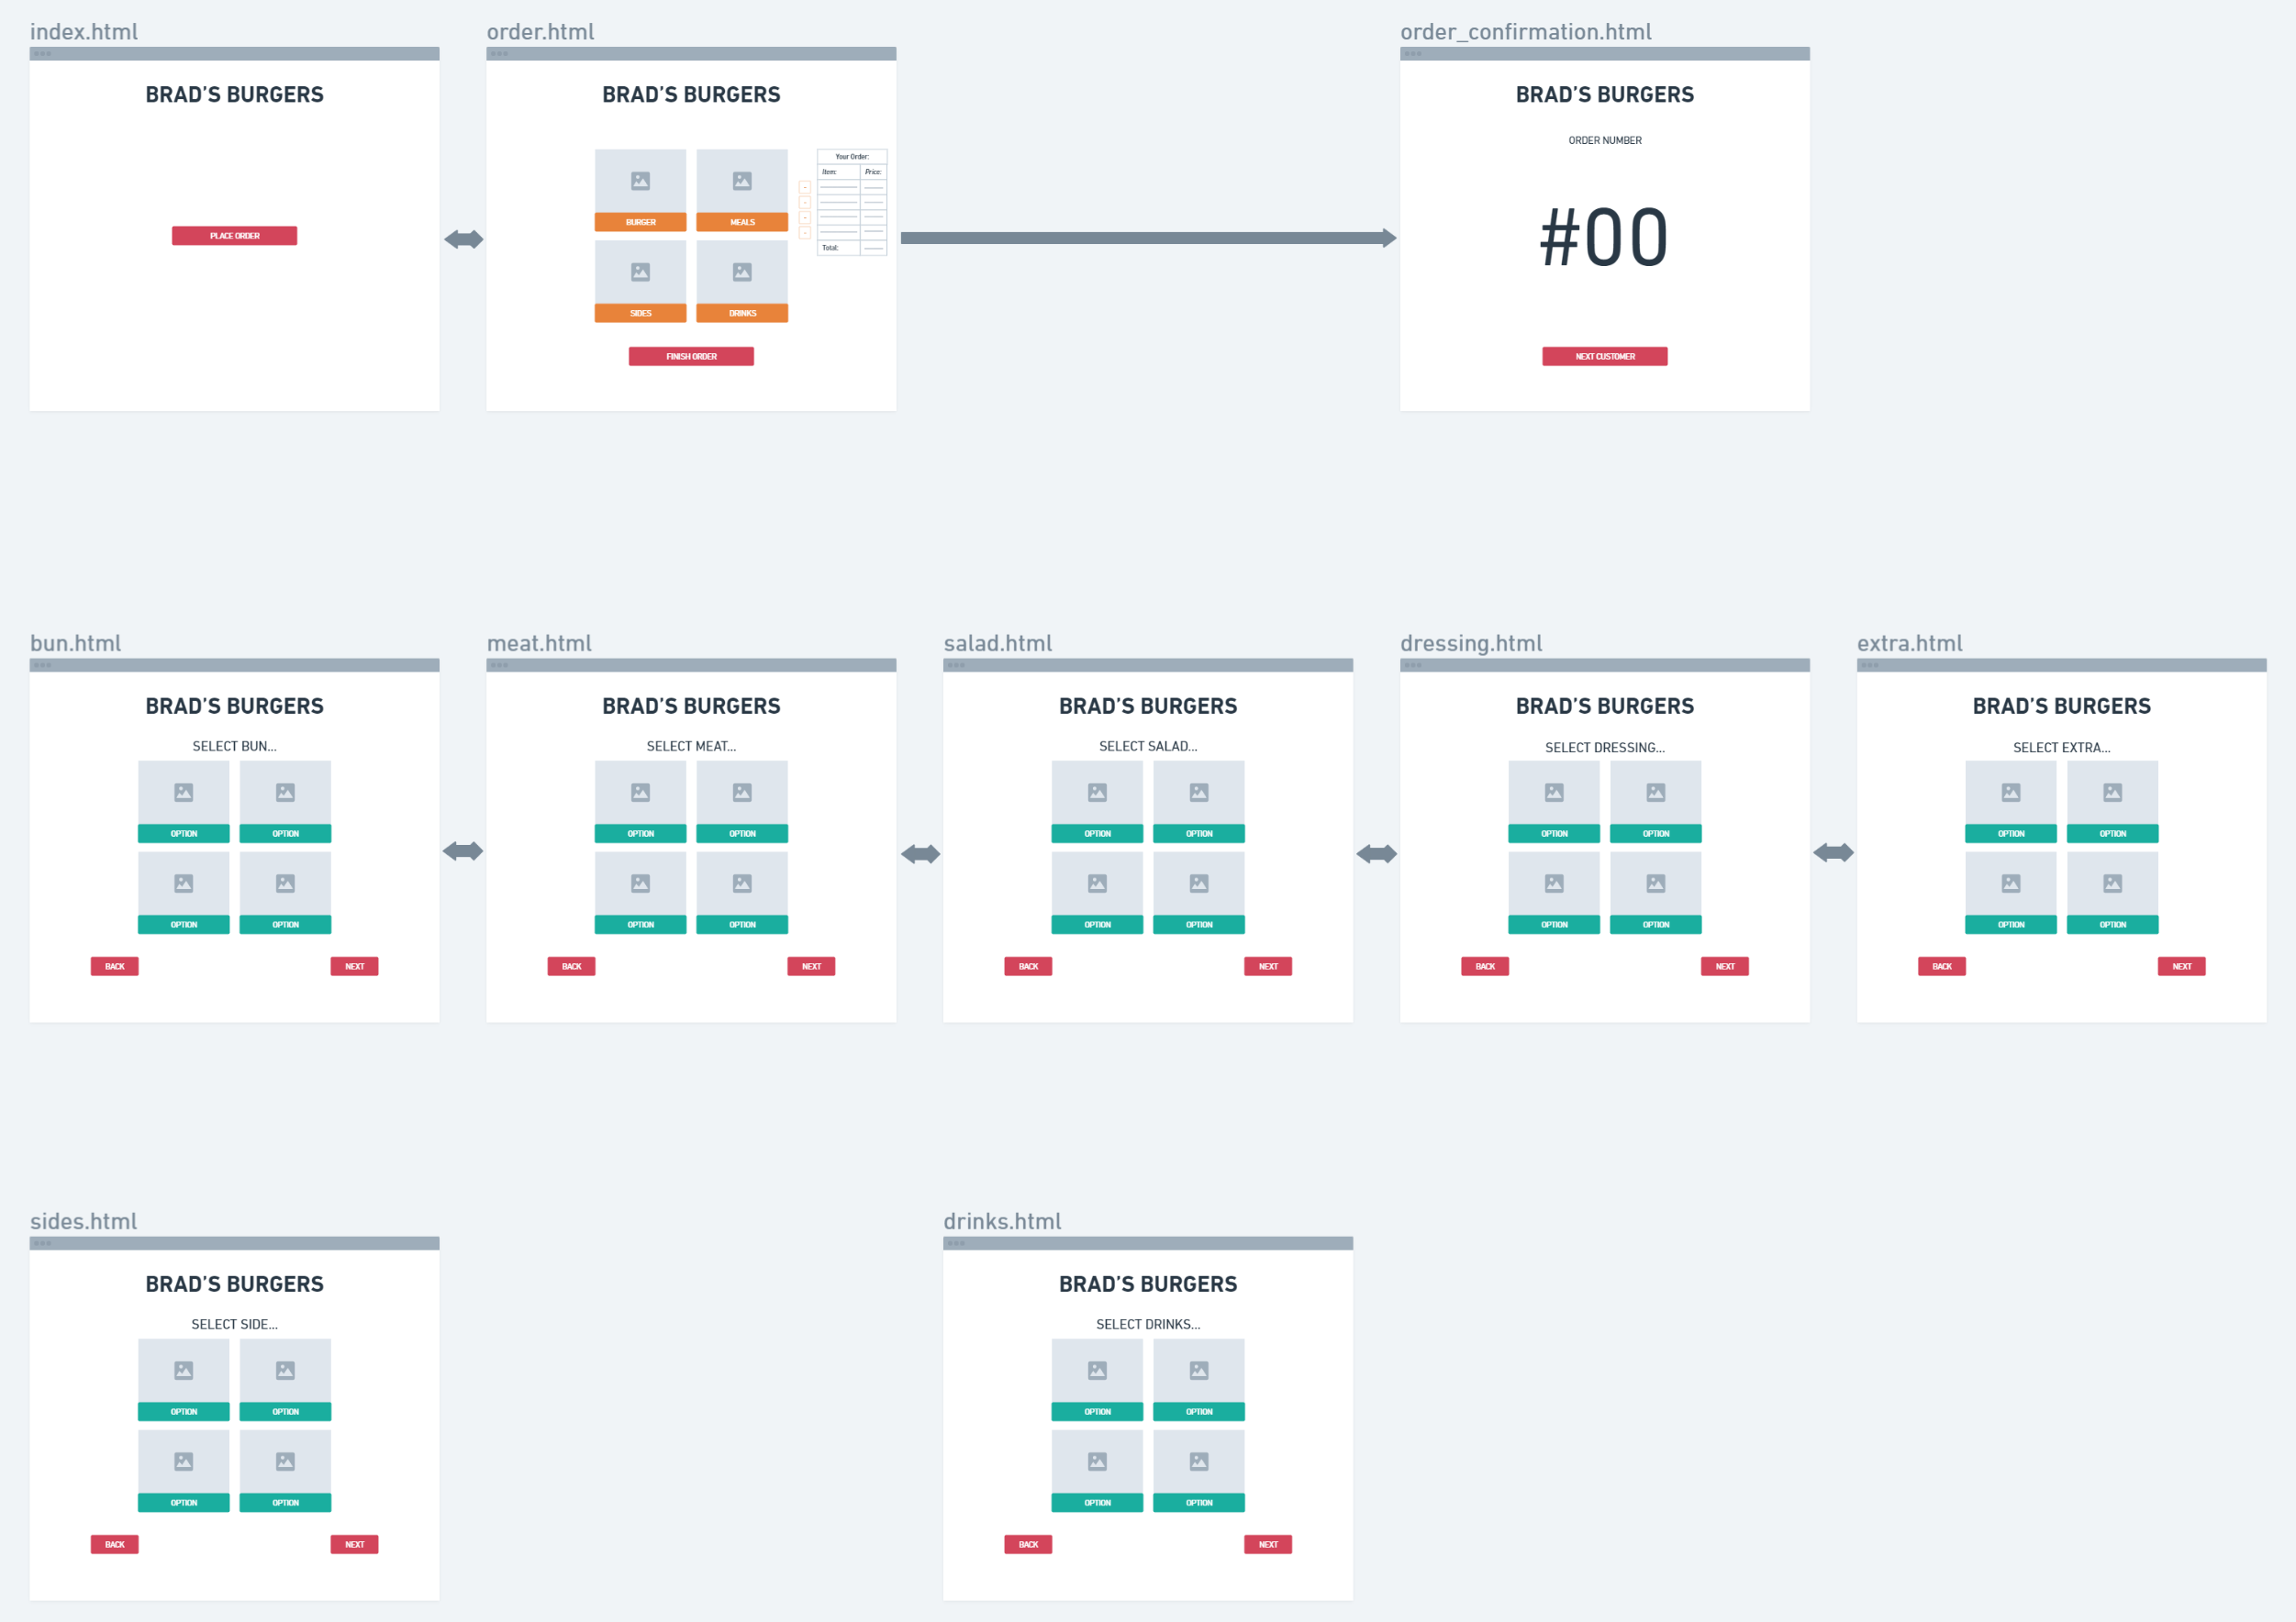 index.html
BRAD’S BURGERS
PLACE ORDER
order.html
BRAD’S BURGERS
BURGER
MEALS
SIDES
DRINKS
Your Order:
Item: Price:
-
-
-
-
Total:
FINISH ORDER
order_confirmation.html
BRAD’S BURGERS
ORDER NUMBER
#00
NEXT CUSTOMER
bun.html
BRAD’S BURGERS
SELECT BUN...
OPTION OPTION
OPTION OPTION
BACK NEXT
meat.html
BRAD’S BURGERS
SELECT MEAT...
OPTION OPTION
OPTION OPTION
BACK NEXT
salad.html
BRAD’S BURGERS
SELECT SALAD...
OPTION OPTION
OPTION OPTION
BACK NEXT
dressing.html
BRAD’S BURGERS
SELECT DRESSING...
OPTION OPTION
OPTION OPTION
BACK NEXT
extra.html
BRAD’S BURGERS
SELECT EXTRA...
OPTION OPTION
OPTION OPTION
BACK NEXT
sides.html
BRAD’S BURGERS
SELECT SIDE...
OPTION OPTION
OPTION OPTION
BACK NEXT
drinks.html
BRAD’S BURGERS
SELECT DRINKS...
OPTION OPTION
OPTION OPTION
BACK NEXT